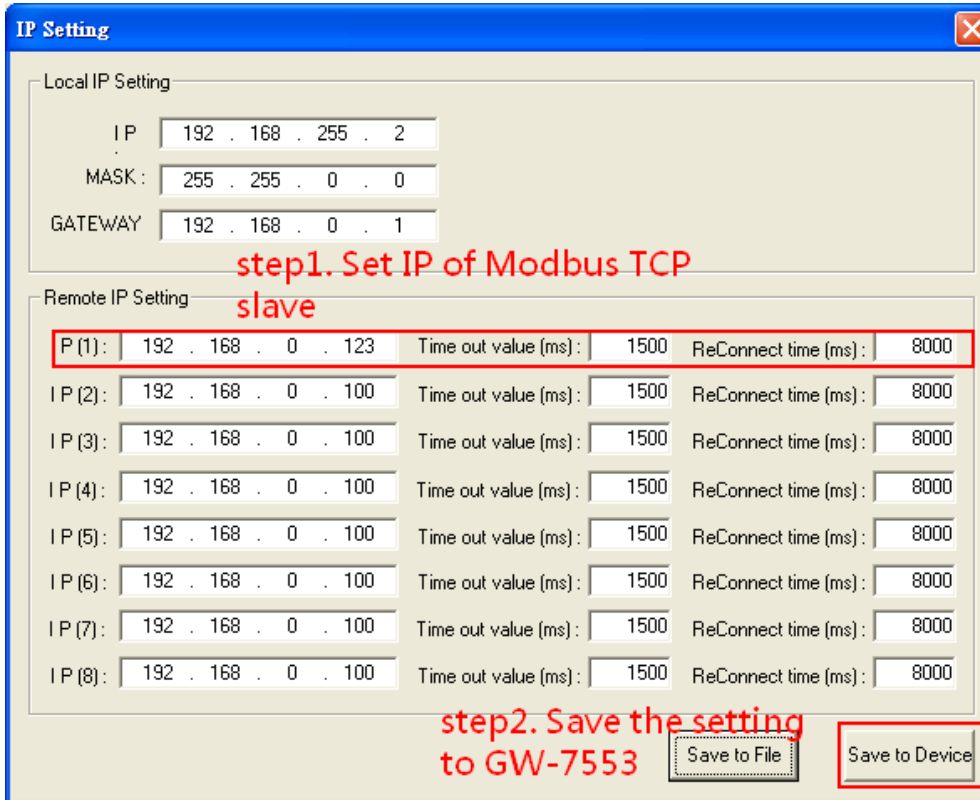 IP Setting
Local IP Setting
I P
192 . 168 . 255 . 2
MASK :
255 . 255 . 0 . 0
GATEWAY
192 . 168 . 0 . 1
step1. Set IP of Modbus TCP
slave
Remote IP Setting
P (1) : 192 . 168 . 0 . 123 Time out value (ms) : 1500 ReConnect time (ms) : 8000
I P (2) : 192 . 168 . 0 . 100 Time out value (ms) : 1500 ReConnect time (ms) : 8000
I P (3) : 192 . 168 . 0 . 100 Time out value (ms) : 1500 ReConnect time (ms) : 8000
I P (4) : 192 . 168 . 0 . 100 Time out value (ms) : 1500 ReConnect time (ms) : 8000
I P (5) : 192 . 168 . 0 . 100 Time out value (ms) : 1500 ReConnect time (ms) : 8000
I P (6) : 192 . 168 . 0 . 100 Time out value (ms) : 1500 ReConnect time (ms) : 8000
I P (7) : 192 . 168 . 0 . 100 Time out value (ms) : 1500 ReConnect time (ms) : 8000
I P (8) : 192 . 168 . 0 . 100 Time out value (ms) : 1500 ReConnect time (ms) : 8000
step2. Save the setting
to GW-7553
Save to File
Save to Device